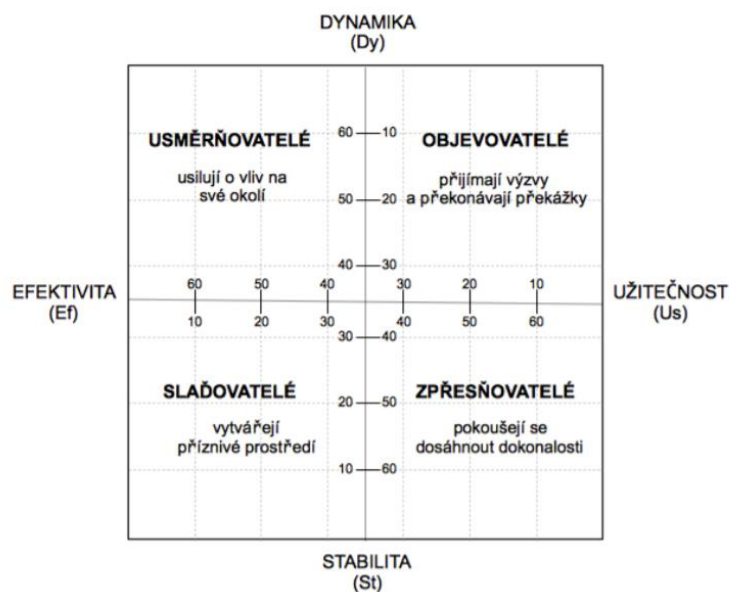 DYNAMIKA
(Dy)
60 10
USMĚRŇOVATELÉ
OBJEVOVATELÉ
usilují o vliv na
své okolí
přijímají výzvy
a překonávají překážky
50 20
40 30
EFEKTIVITA
(Ef)
60 50 40 30 20 10
10 20 30 40 50 60
UŽITEČNOST
(Us)
30 40
SLAĎOVATELÉ
ZPŘESŇOVATELÉ
20 50
vytvářejí
příznivé prostředí
pokoušejí se
dosáhnout dokonalosti
10 60
STABILITA
(St)